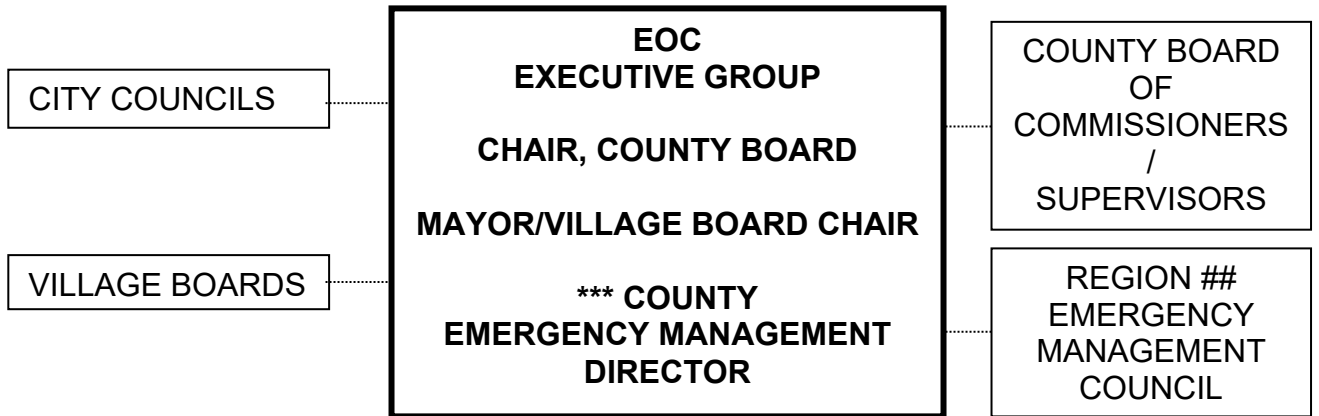 CITY COUNCILS
VILLAGE BOARDS
EOC
EXECUTIVE GROUP
CHAIR, COUNTY BOARD
MAYOR/VILLAGE BOARD CHAIR
*** COUNTY
EMERGENCY MANAGEMENT
DIRECTOR
COUNTY BOARD
OF
COMMISSIONERS
/
SUPERVISORS
REGION ##
EMERGENCY
MANAGEMENT
COUNCIL